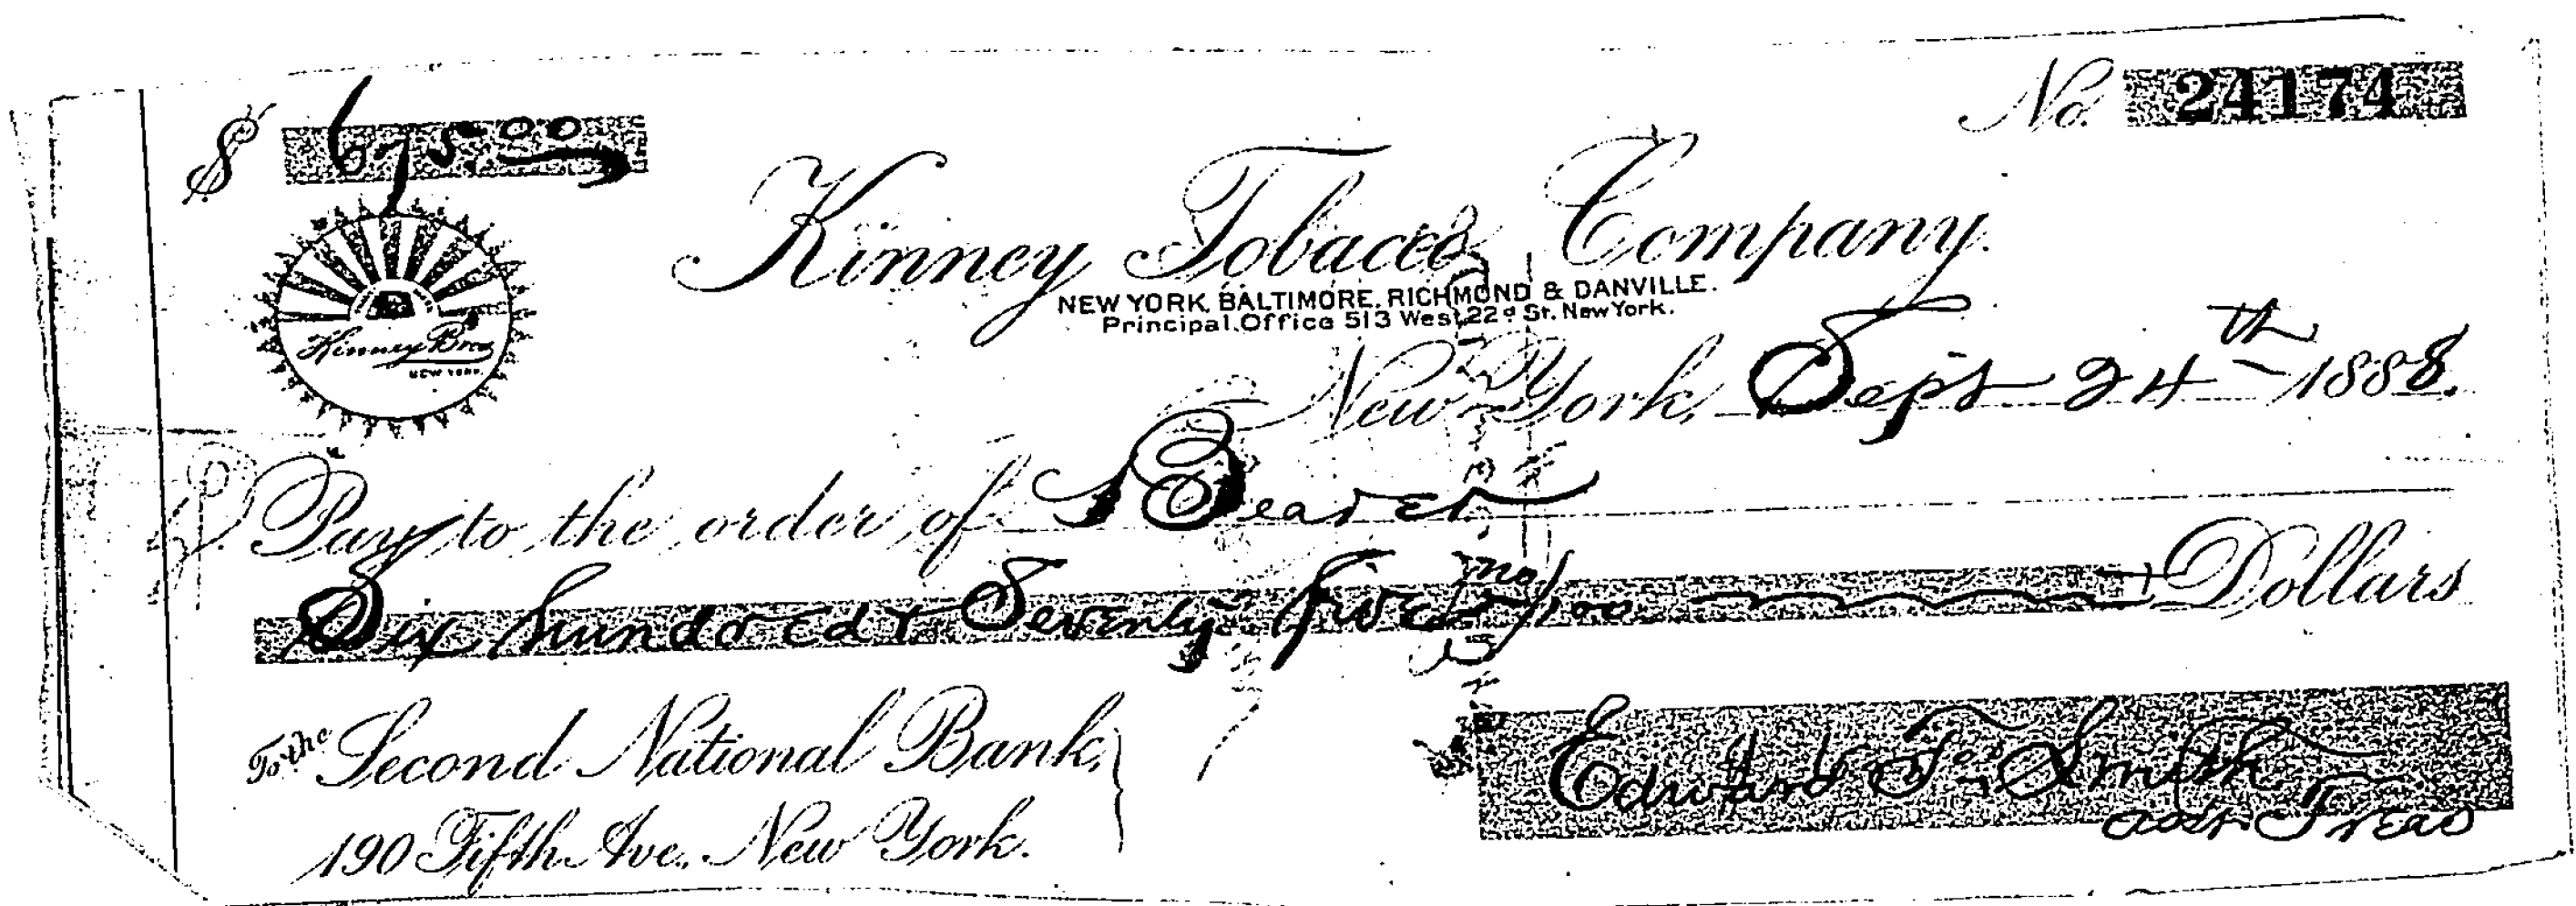 $ 675.00
No. 24174
Kinney Tobacco Company.
NEW YORK, BALTIMORE, RICHMOND & DANVILLE.
Principal Office 513 West 22d St. New York.
Kinney Bros
NEW YORK.
New York, Sept 24th 1888.
Pay to the order of Bearer
Six hundred & Seventy five no/100 Dollars
To the Second National Bank,
190 Fifth Ave. New York.
Edward F. Smith
asst Treas